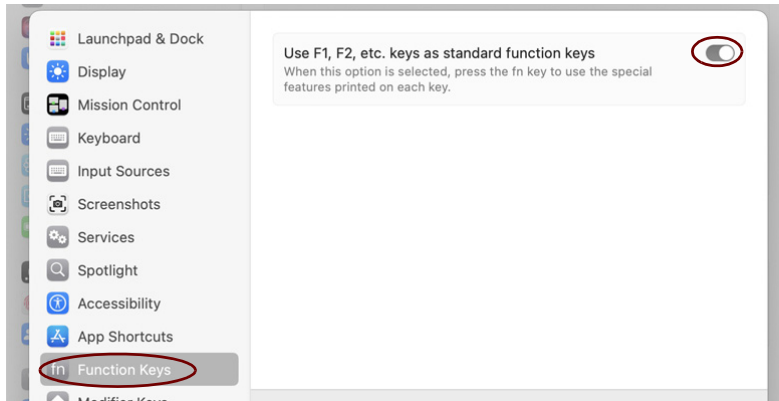 Launchpad & Dock
Display
Mission Control
Keyboard
Input Sources
Screenshots
Services
Spotlight
Accessibility
App Shortcuts
fn Function Keys
Modifier Keys
Use F1, F2, etc. keys as standard function keys
When this option is selected, press the fn key to use the special
features printed on each key.